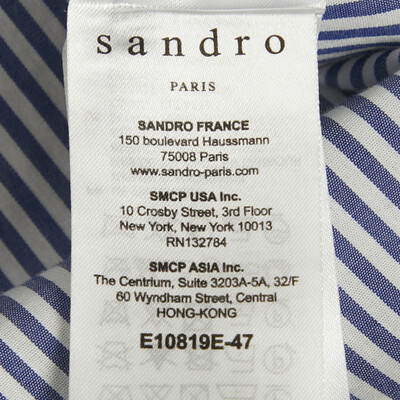 sandro
PARIS
SANDRO FRANCE
150 boulevard Haussmann
75008 Paris
www.sandro-paris.com
SMCP USA Inc.
10 Crosby Street, 3rd Floor
New York, New York 10013
RN132784
SMCP ASIA Inc.
The Centrium, Suite 3203A-5A, 32/F
60 Wyndham Street, Central
HONG-KONG
E10819E-47